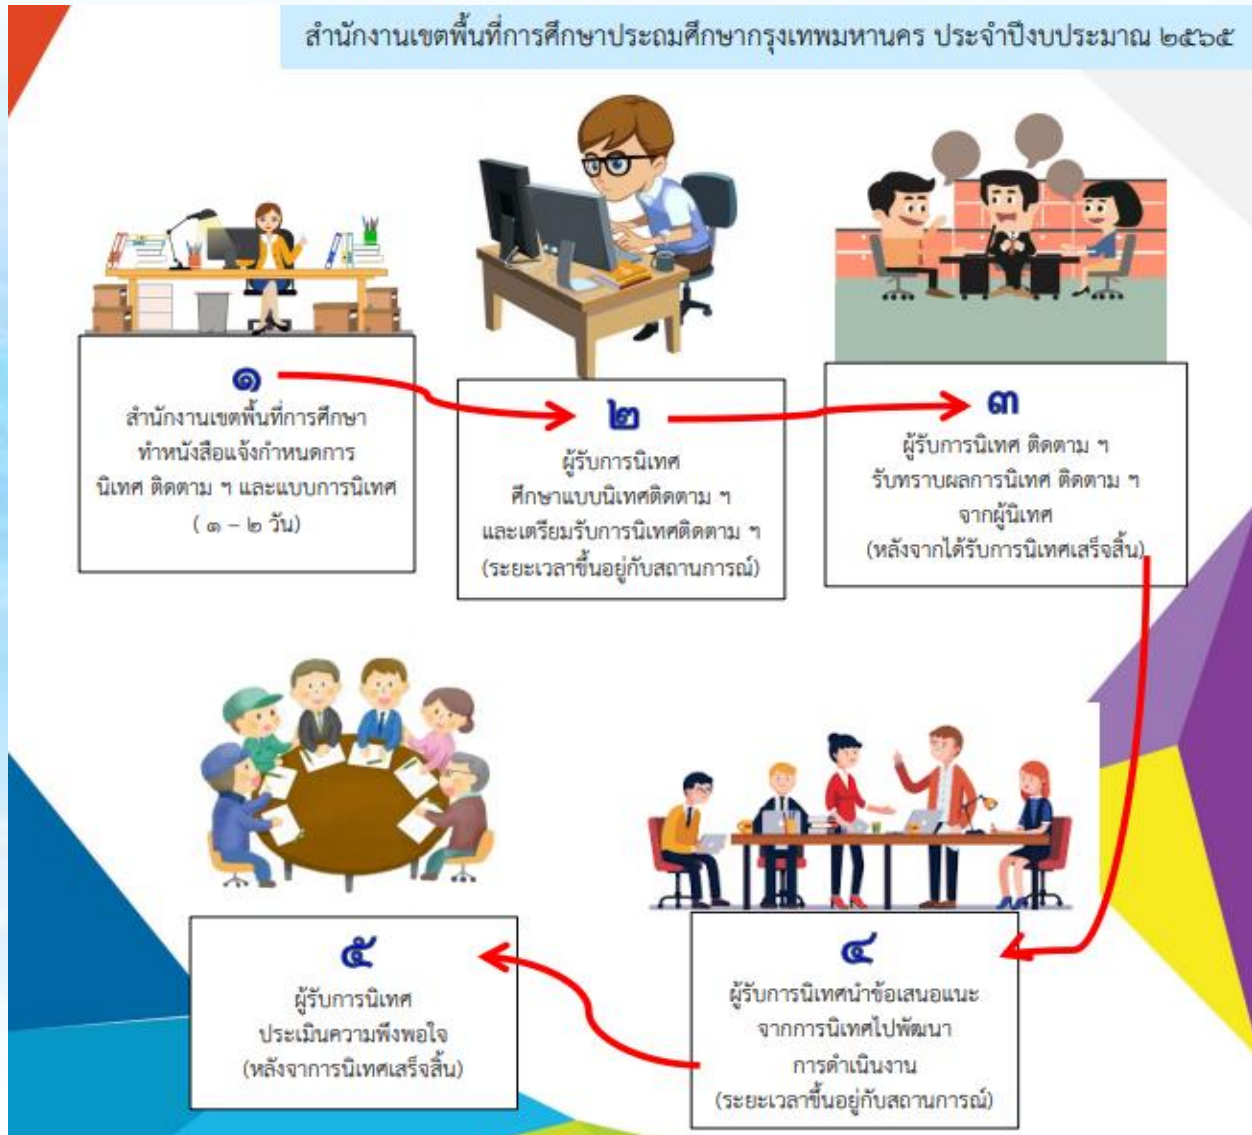 สำนักงานเขตพื้นที่การศึกษาประถมศึกษากรุงเทพมหานคร ประจำปีงบประมาณ ๒๕๖๕
๑
สำนักงานเขตพื้นที่การศึกษา
ทำหนังสือแจ้งกำหนดการ
นิเทศ ติดตาม ฯ และแบบการนิเทศ
( ๑ – ๒ วัน)
๒
ผู้รับการนิเทศ
ศึกษาแบบนิเทศติดตาม ฯ
และเตรียมรับการนิเทศติดตาม ฯ
(ระยะเวลาขึ้นอยู่กับสถานการณ์)
๓
ผู้รับการนิเทศ ติดตาม ฯ
รับทราบผลการนิเทศ ติดตาม ฯ
จากผู้นิเทศ
(หลังจากได้รับการนิเทศเสร็จสิ้น)
๔
ผู้รับการนิเทศนำข้อเสนอแนะ
จากการนิเทศไปพัฒนา
การดำเนินงาน
(ระยะเวลาขึ้นอยู่กับสถานการณ์)
๕
ผู้รับการนิเทศ
ประเมินความพึงพอใจ
(หลังจาการนิเทศเสร็จสิ้น)